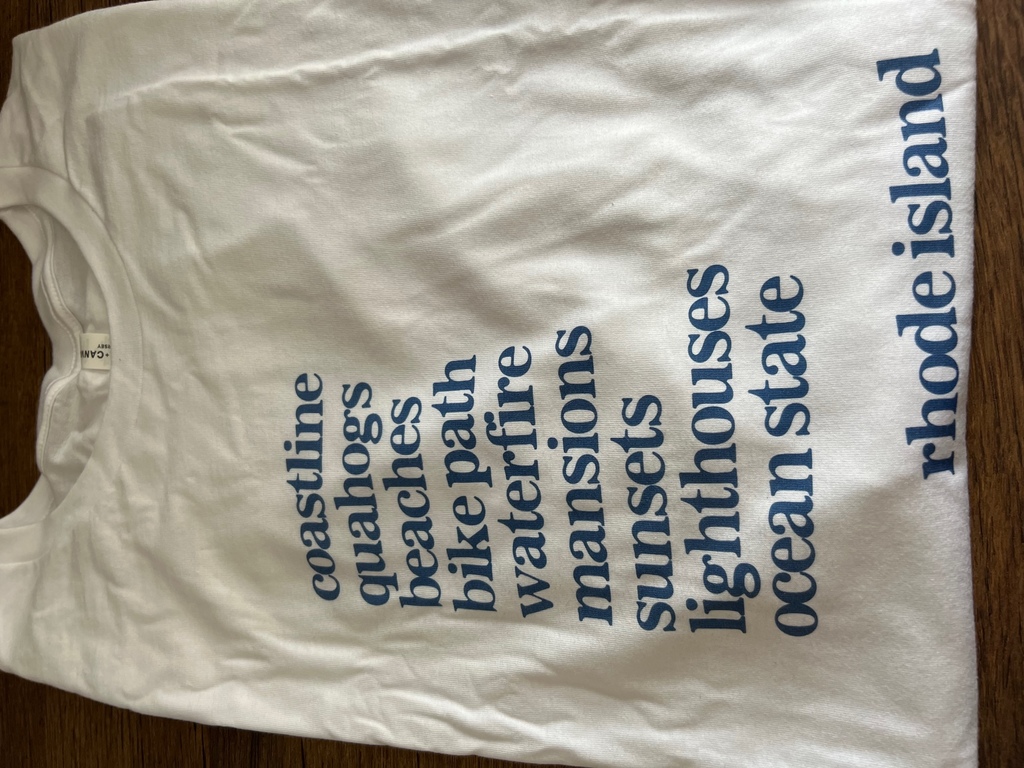 coastline
quahogs
beaches
bike path
waterfire
mansions
sunsets
lighthouses
ocean state
rhode island